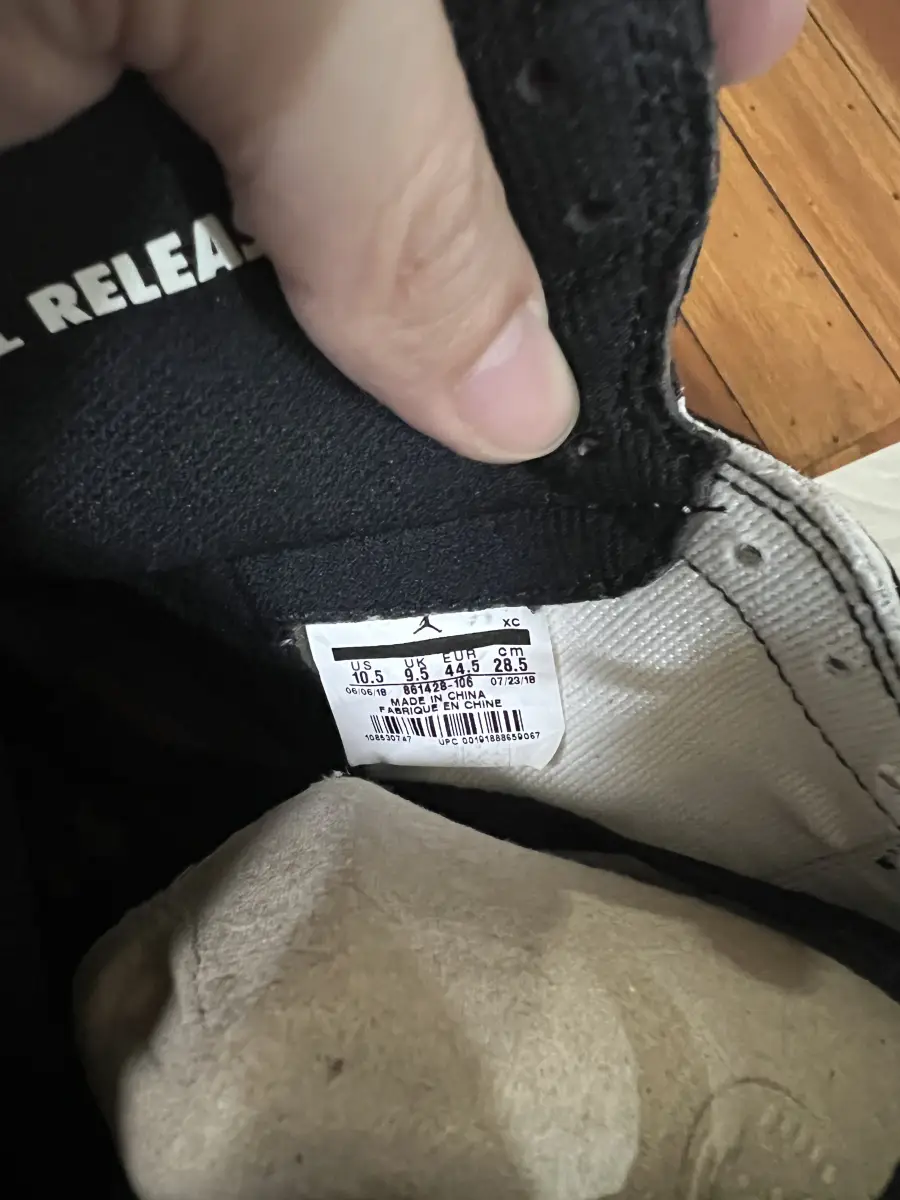 L RELEAS
XC
US UK EUR cm
10.5 9.5 44.5 28.5
06/06/18 861428-106 07/23/18
MADE IN CHINA
FABRIQUE EN CHINE
108530747 UPC 00191888659067